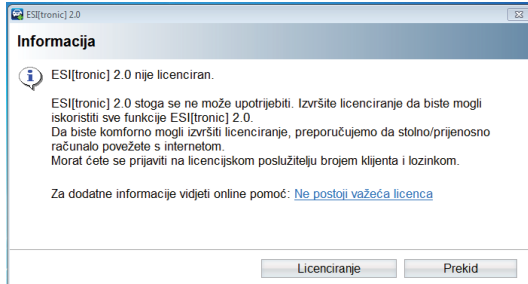 ESI[tronic] 2.0
Informacija
ESI[tronic] 2.0 nije licenciran.
ESI[tronic] 2.0 stoga se ne može upotrijebiti. Izvršite licenciranje da biste mogli
iskoristiti sve funkcije ESI[tronic] 2.0.
Da biste komforno mogli izvršiti licenciranje, preporučujemo da stolno/prijenosno
računalo povežete s internetom.
Morat ćete se prijaviti na licencijskom poslužitelju brojem klijenta i lozinkom.
Za dodatne informacije vidjeti online pomoć: Ne postoji važeća licenca
Licenciranje Prekid